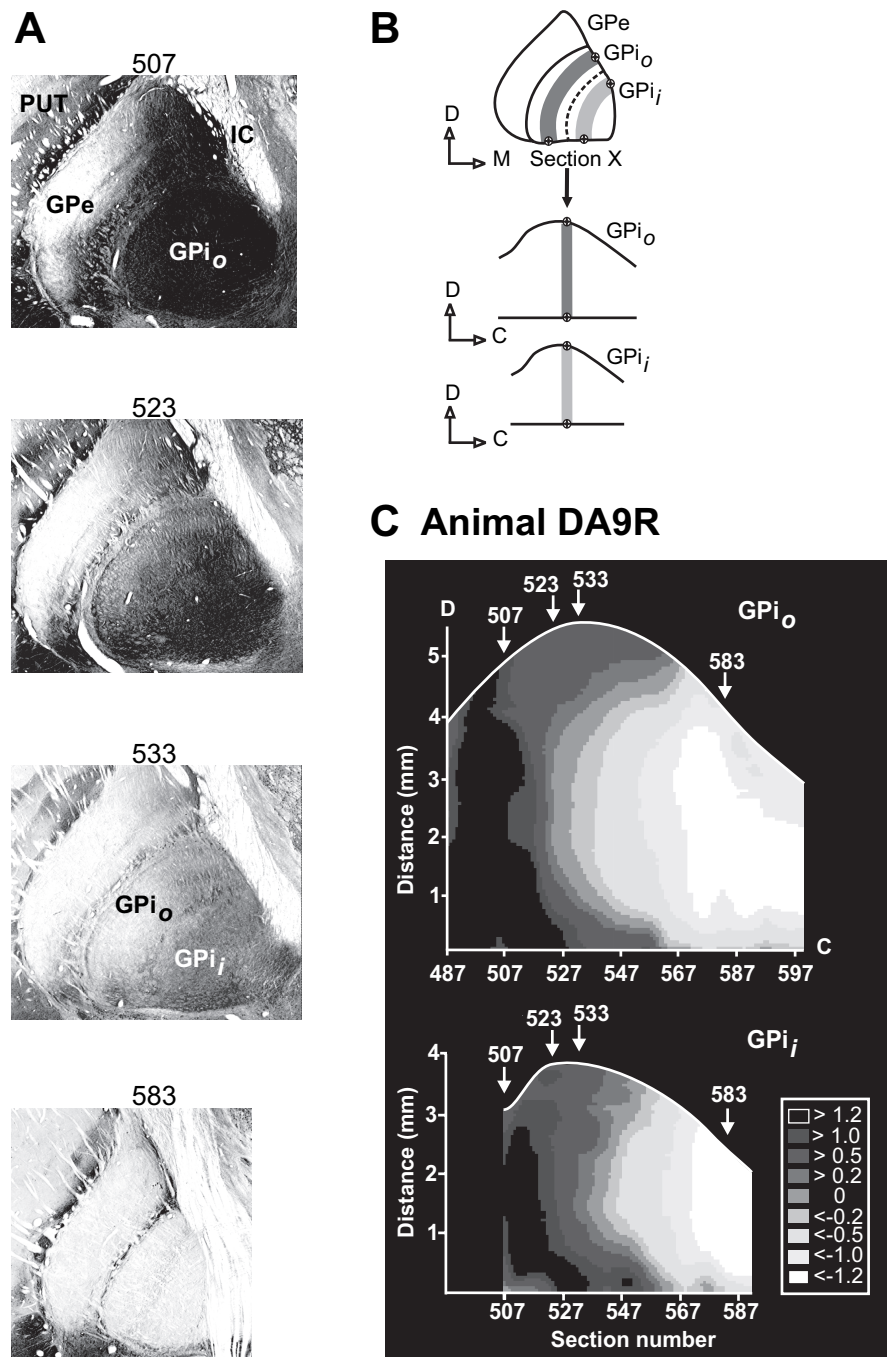 A
507
PUT
IC
GPe
GPio
523
533
GPio
GPii
583
B
GPe
GPio
GPii
D
M
Section X
GPio
D
C
GPii
D
C
C Animal DA9R
D
507
523
533
583
GPio
5
4
3
2
1
Distance (mm)
C
487 507 527 547 567 587 597
GPii
507
523
533
583
4
3
2
1
Distance (mm)
507 527 547 567 587
Section number
> 1.2
> 1.0
> 0.5
> 0.2
0
<-0.2
<-0.5
<-1.0
<-1.2